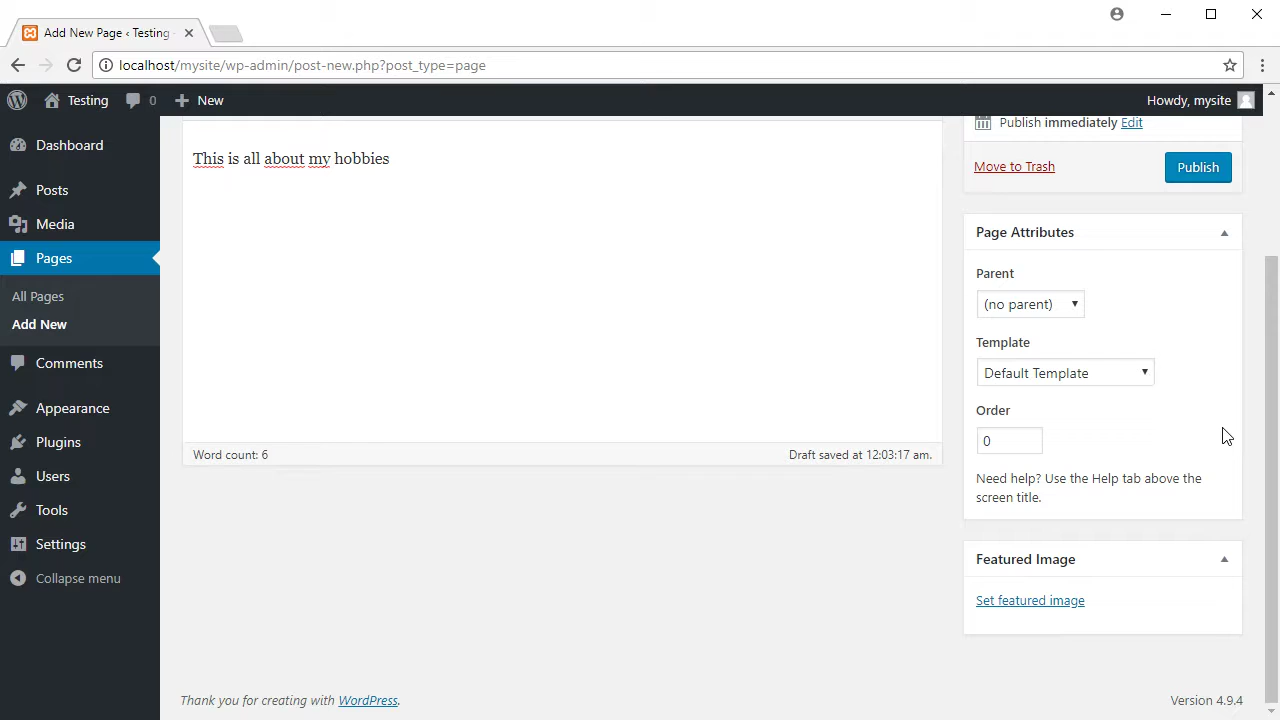 Add New Page ‹ Testing
localhost/mysite/wp-admin/post-new.php?post_type=page
Testing 0 New Howdy, mysite
Dashboard
Posts
Media
Pages
All Pages
Add New
Comments
Appearance
Plugins
Users
Tools
Settings
Collapse menu
This is all about my hobbies
Word count: 6 Draft saved at 12:03:17 am.
Publish immediately Edit
Move to Trash Publish
Page Attributes
Parent
(no parent)
Template
Default Template
Order
0
Need help? Use the Help tab above the
screen title.
Featured Image
Set featured image
Thank you for creating with WordPress. Version 4.9.4